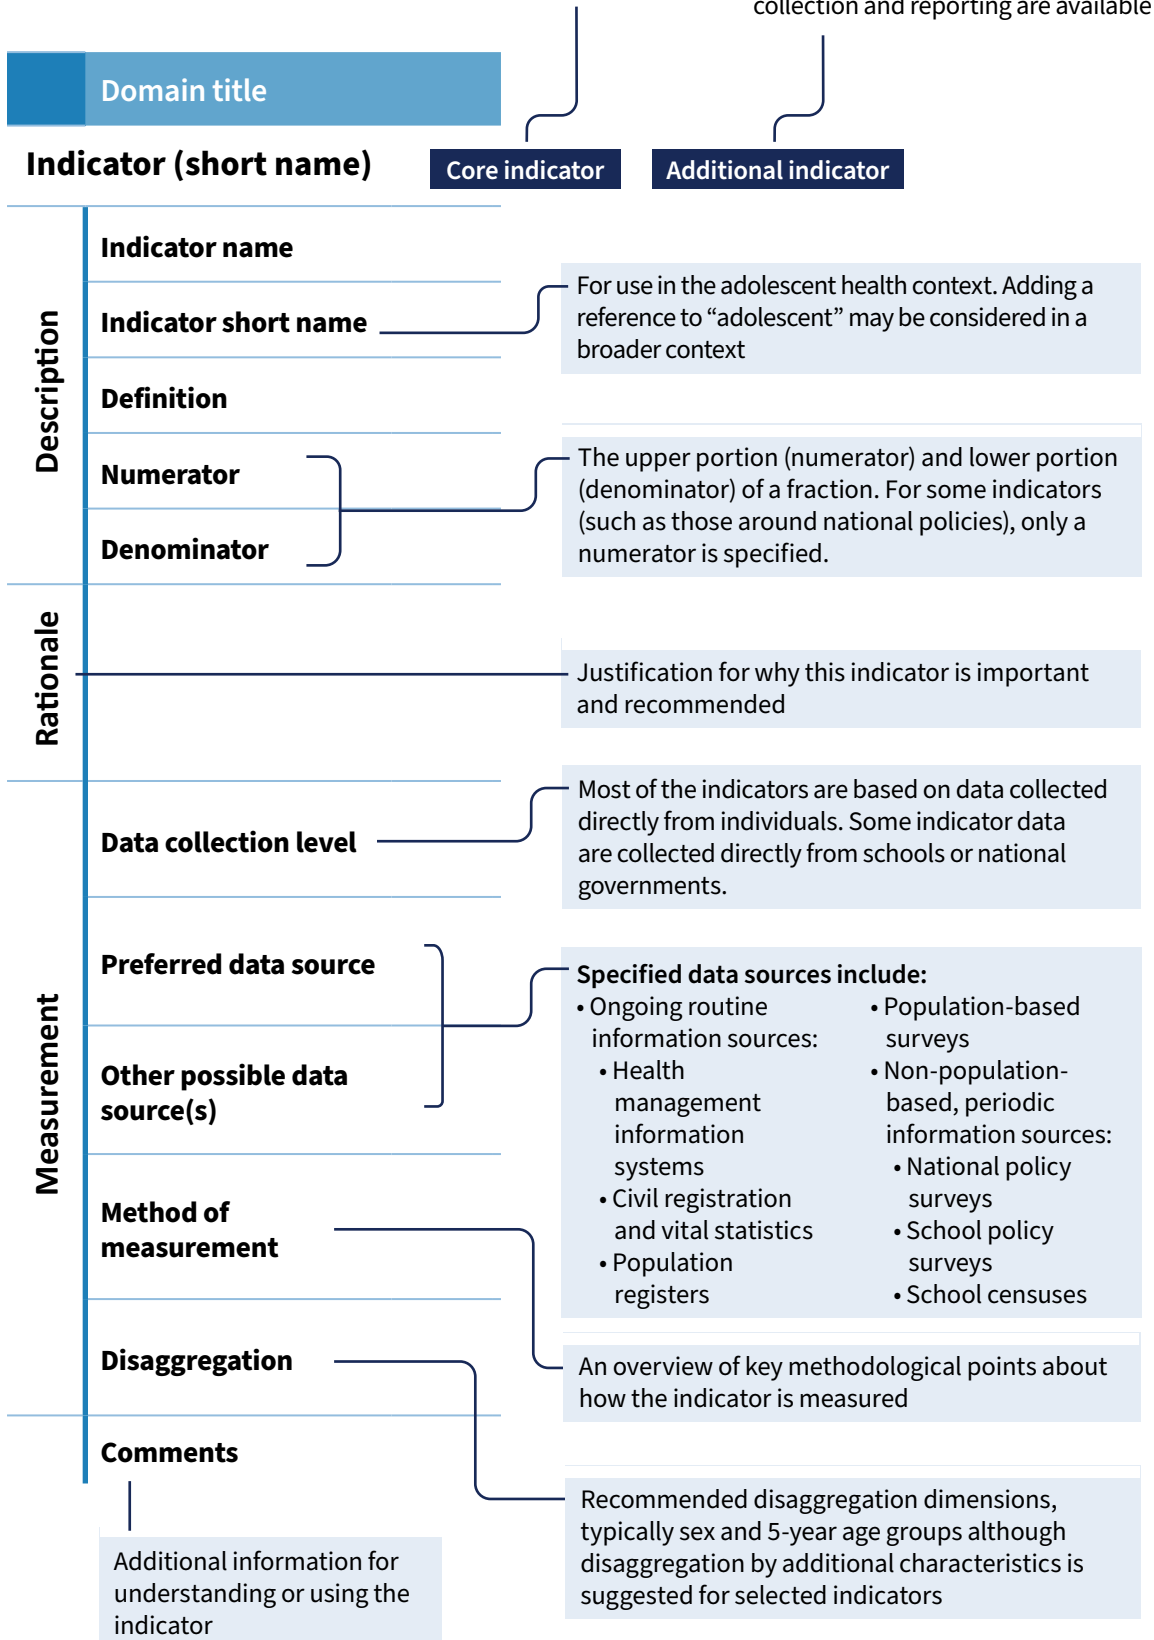 collection and reporting are available
Domain title
Indicator (short name)
Core indicator
Additional indicator
Description
Indicator name
Indicator short name
For use in the adolescent health context. Adding a
reference to “adolescent” may be considered in a
broader context
Definition
Numerator
Denominator
The upper portion (numerator) and lower portion
(denominator) of a fraction. For some indicators
(such as those around national policies), only a
numerator is specified.
Rationale
Justification for why this indicator is important
and recommended
Measurement
Data collection level
Most of the indicators are based on data collected
directly from individuals. Some indicator data
are collected directly from schools or national
governments.
Preferred data source
Other possible data
source(s)
Specified data sources include:
• Ongoing routine
information sources:
• Health
management
information
systems
• Civil registration
and vital statistics
• Population
registers
• Population-based
surveys
• Non-population-
based, periodic
information sources:
• National policy
surveys
• School policy
surveys
• School censuses
Method of
measurement
An overview of key methodological points about
how the indicator is measured
Disaggregation
Recommended disaggregation dimensions,
typically sex and 5-year age groups although
disaggregation by additional characteristics is
suggested for selected indicators
Comments
Additional information for
understanding or using the
indicator